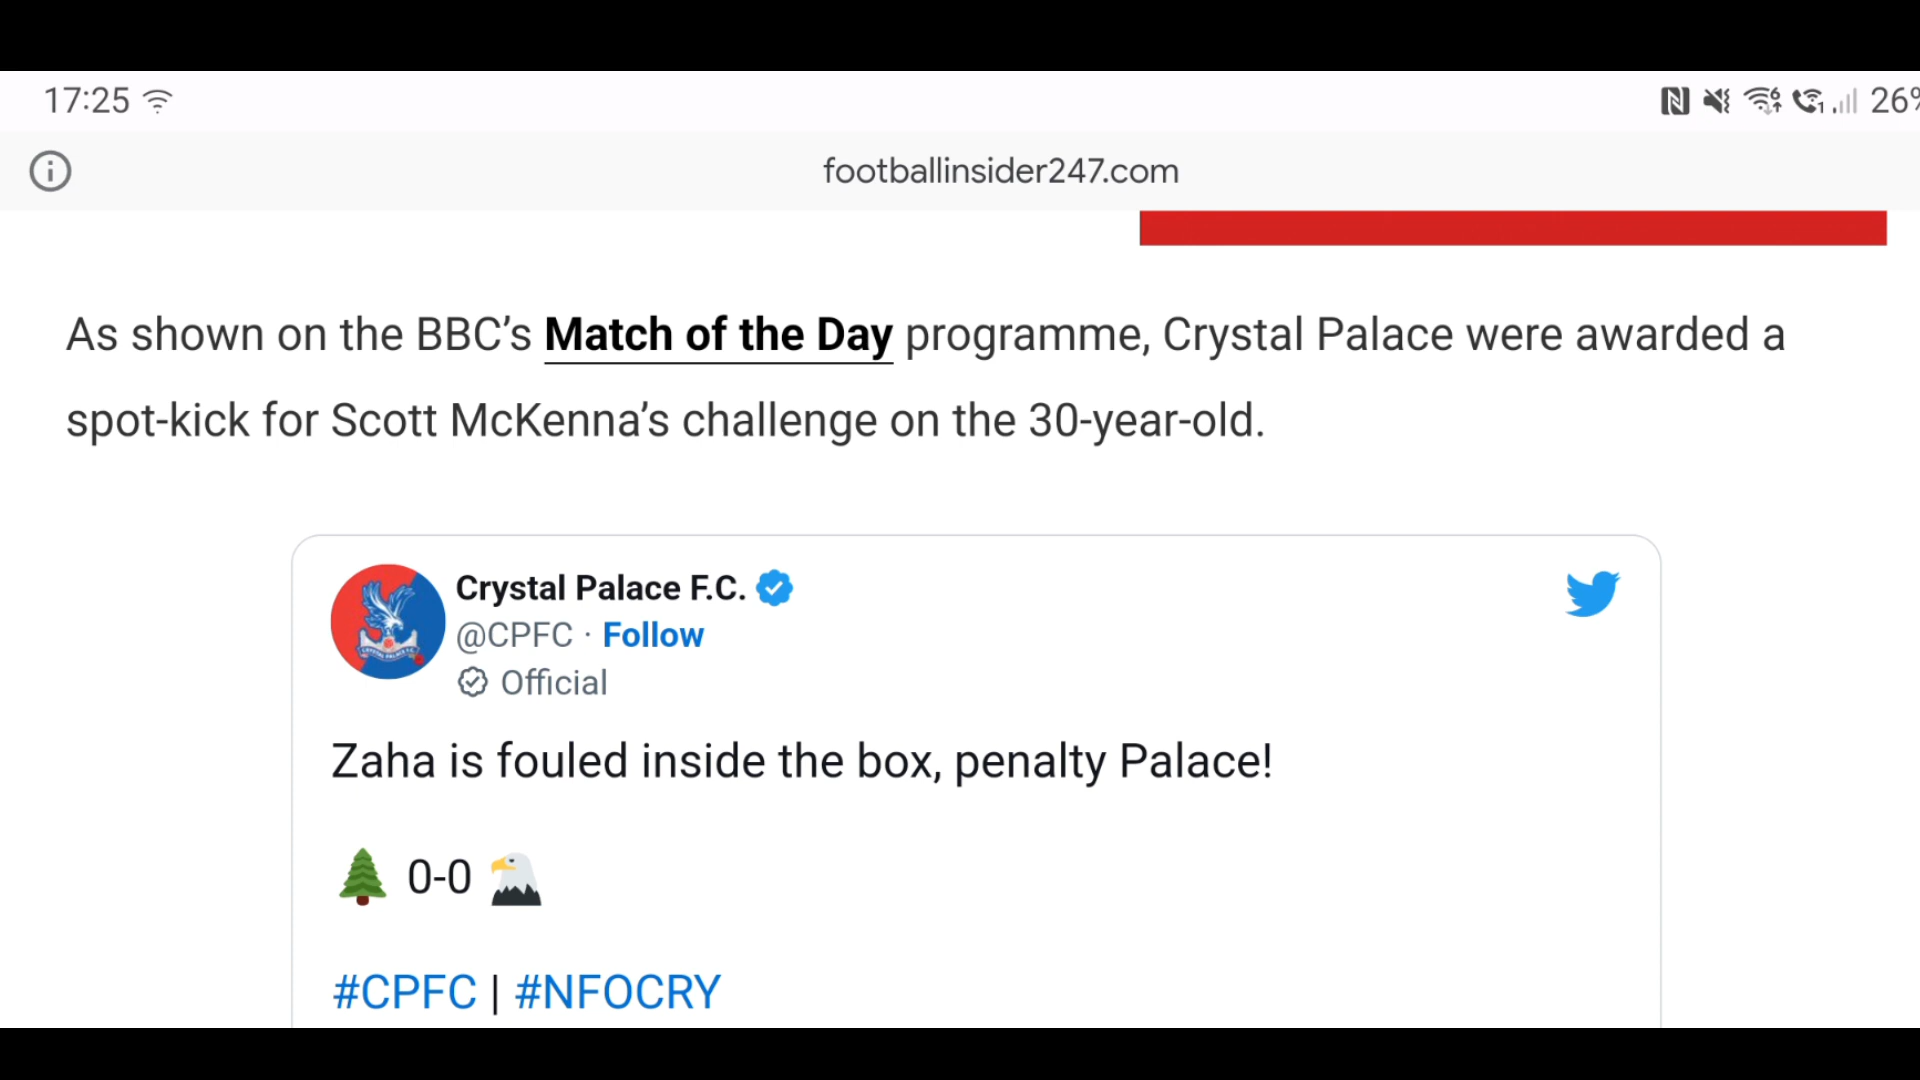 17:25
26%
footballinsider247.com
As shown on the BBC’s Match of the Day programme, Crystal Palace were awarded a
spot-kick for Scott McKenna’s challenge on the 30-year-old.
Crystal Palace F.C.
@CPFC · Follow
Official
Zaha is fouled inside the box, penalty Palace!
0-0
#CPFC | #NFOCRY